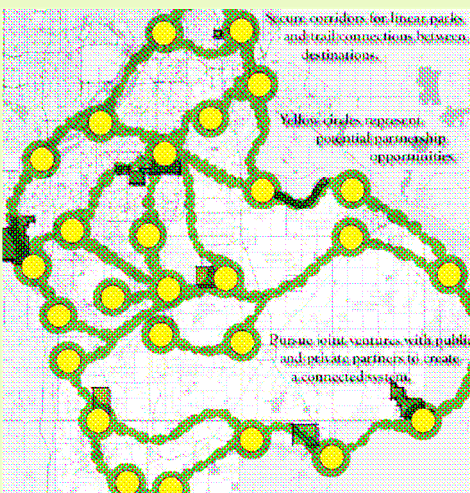 Secure corridors for linear parks
and trail connections between
destinations.
Yellow circles represent
potential partnership
opportunities.
Pursue joint ventures with public
and private partners to create
a connected system.